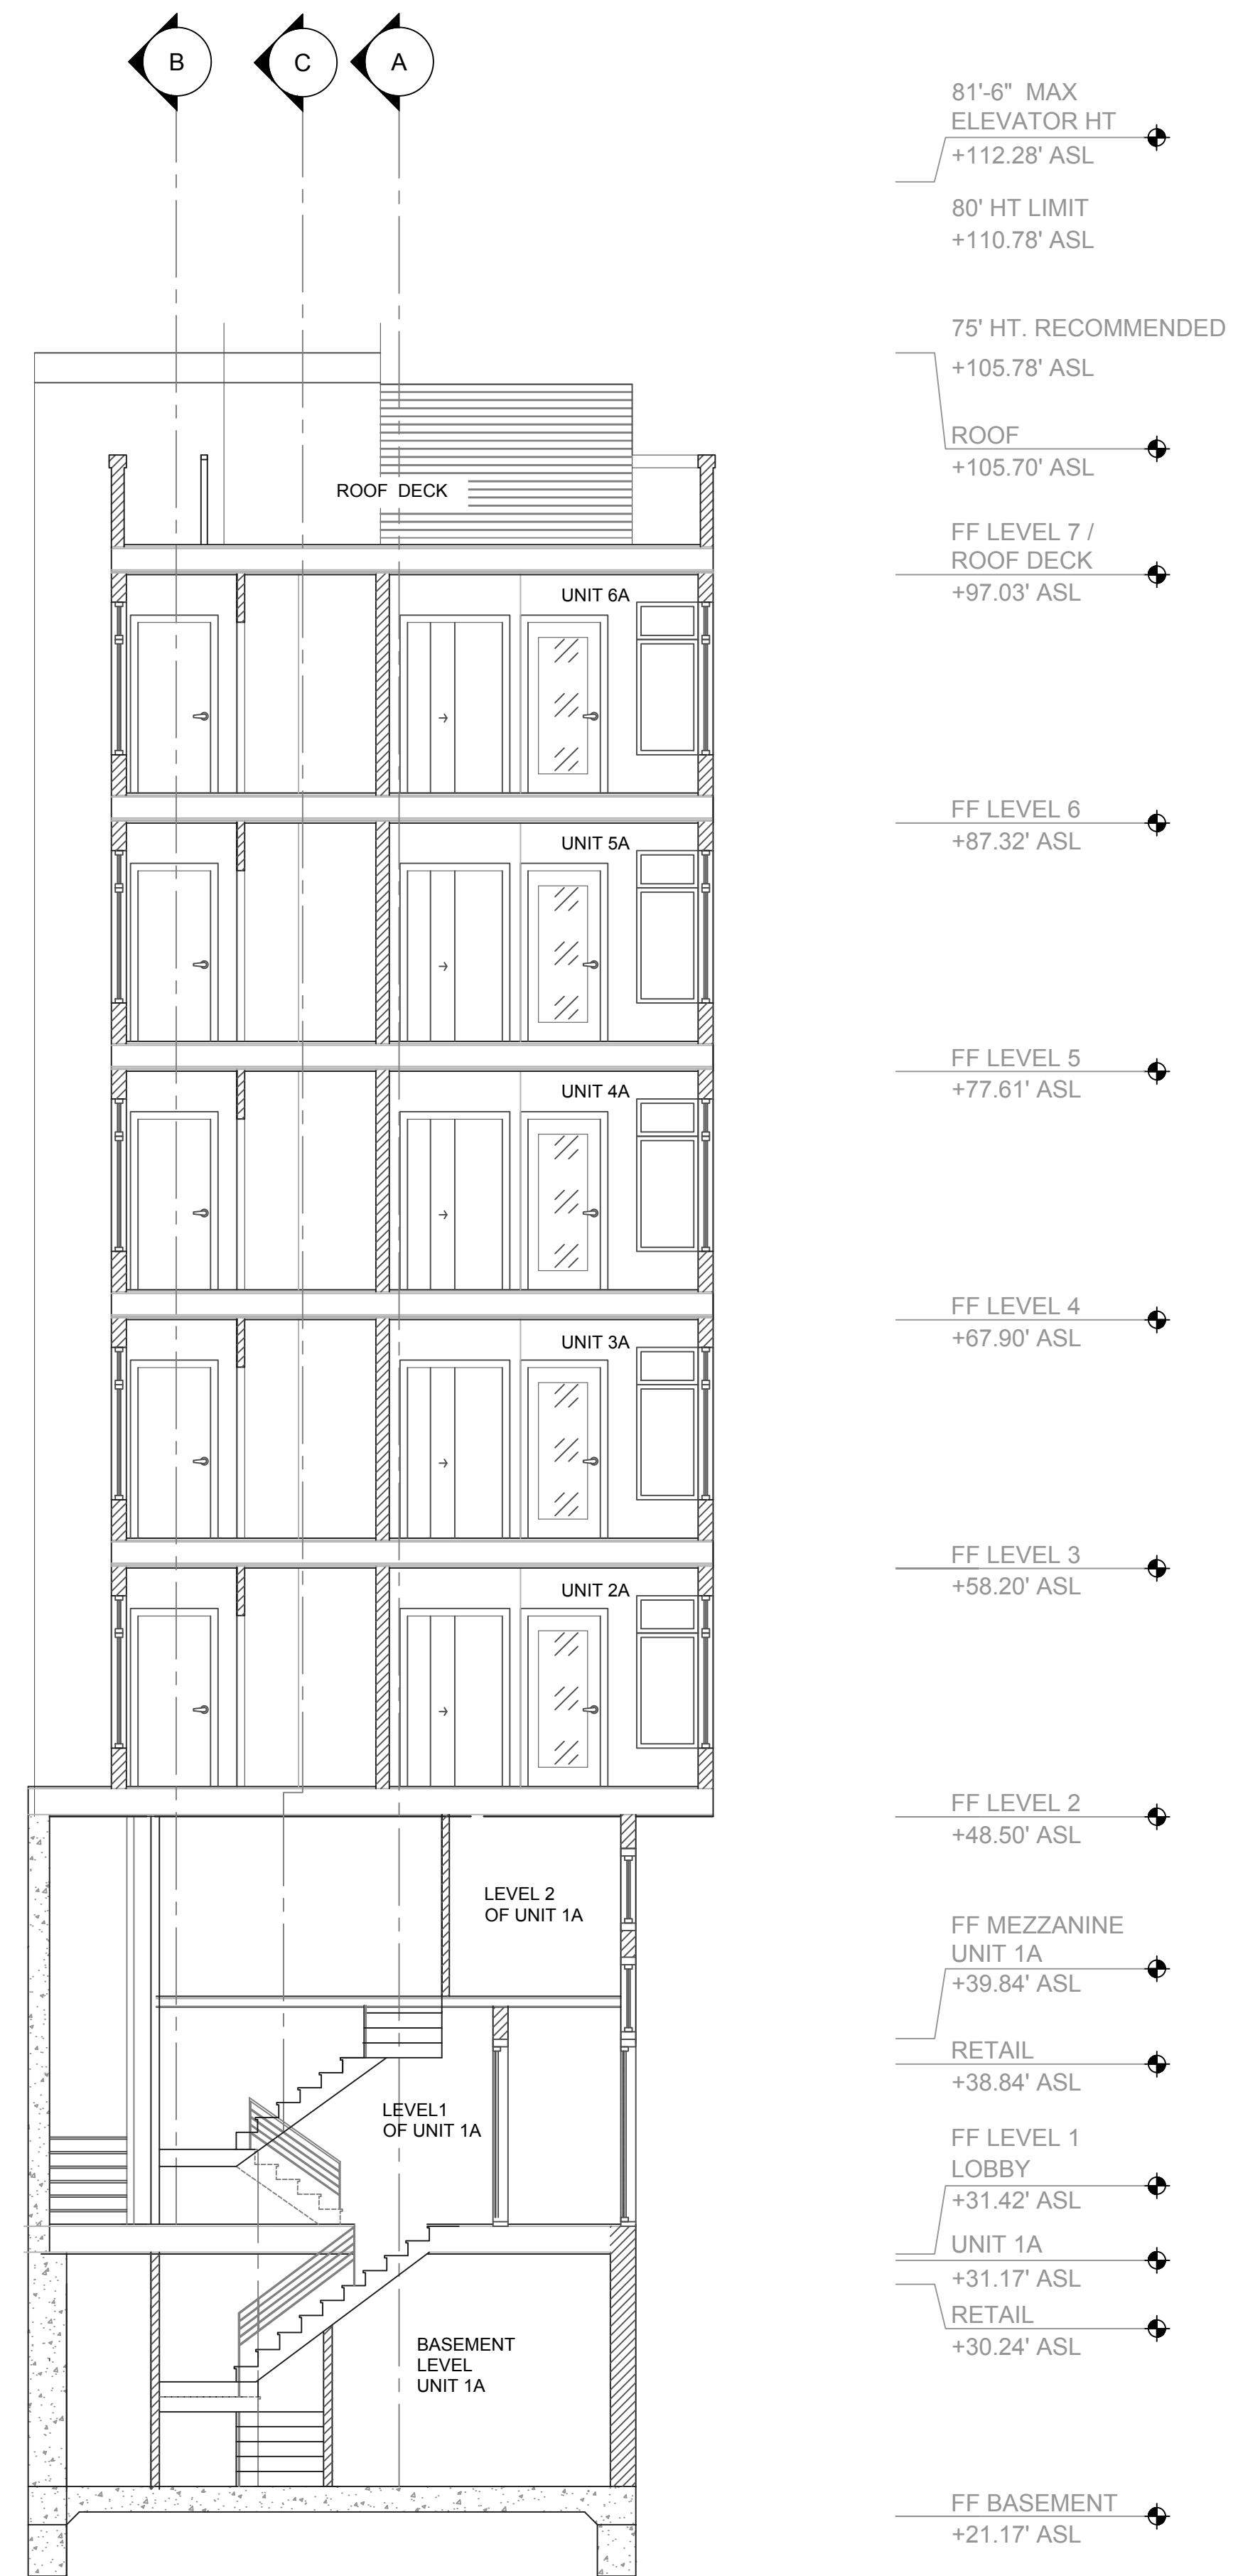 B
C
A
81'-6" MAX
ELEVATOR HT
+112.28' ASL
80' HT LIMIT
+110.78' ASL
75' HT. RECOMMENDED
+105.78' ASL
ROOF
+105.70' ASL
ROOF DECK
FF LEVEL 7 /
ROOF DECK
+97.03' ASL
UNIT 6A
FF LEVEL 6
+87.32' ASL
UNIT 5A
FF LEVEL 5
+77.61' ASL
UNIT 4A
FF LEVEL 4
+67.90' ASL
UNIT 3A
FF LEVEL 3
+58.20' ASL
UNIT 2A
FF LEVEL 2
+48.50' ASL
LEVEL 2
OF UNIT 1A
FF MEZZANINE
UNIT 1A
+39.84' ASL
RETAIL
+38.84' ASL
LEVEL1
OF UNIT 1A
FF LEVEL 1
LOBBY
+31.42' ASL
UNIT 1A
+31.17' ASL
RETAIL
+30.24' ASL
BASEMENT
LEVEL
UNIT 1A
FF BASEMENT
+21.17' ASL